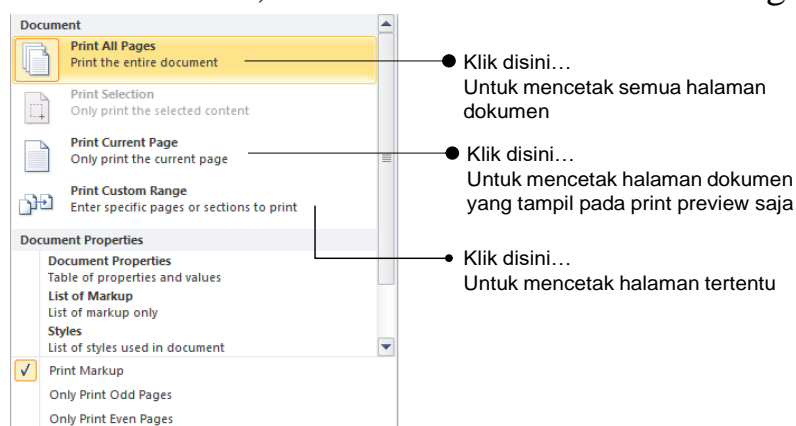 Document
Print All Pages
Print the entire document
Print Selection
Only print the selected content
Print Current Page
Only print the current page
Print Custom Range
Enter specific pages or sections to print
Document Properties
Document Properties
Table of properties and values
List of Markup
List of markup only
Styles
List of styles used in document
Print Markup
Only Print Odd Pages
Only Print Even Pages
Klik disini…
Untuk mencetak semua halaman
dokumen
Klik disini…
Untuk mencetak halaman dokumen
yang tampil pada print preview saja
Klik disini…
Untuk mencetak halaman tertentu